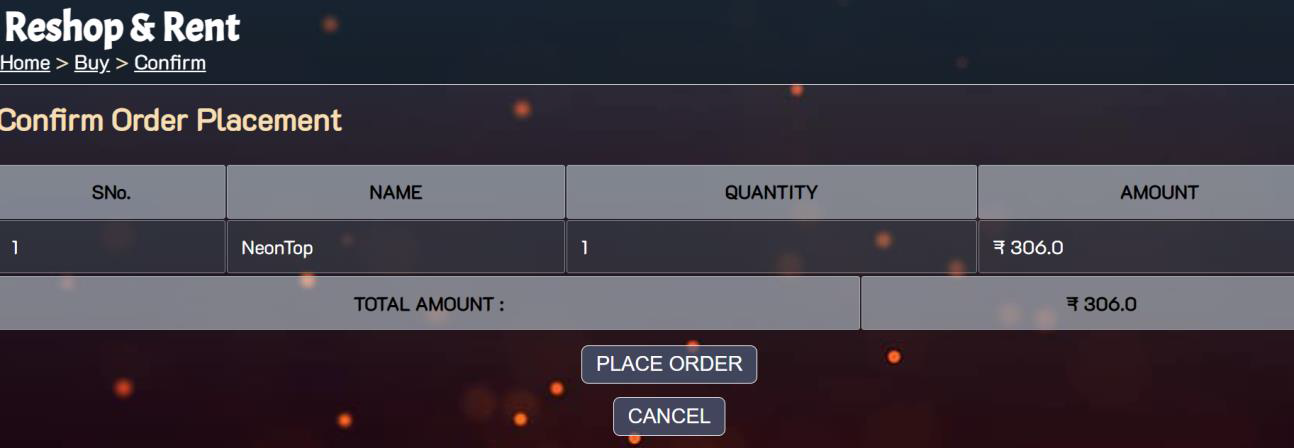 Reshop & Rent
Home > Buy > Confirm
Confirm Order Placement
SNo. NAME QUANTITY AMOUNT
1 NeonTop 1 ₹ 306.0
TOTAL AMOUNT : ₹ 306.0
PLACE ORDER
CANCEL